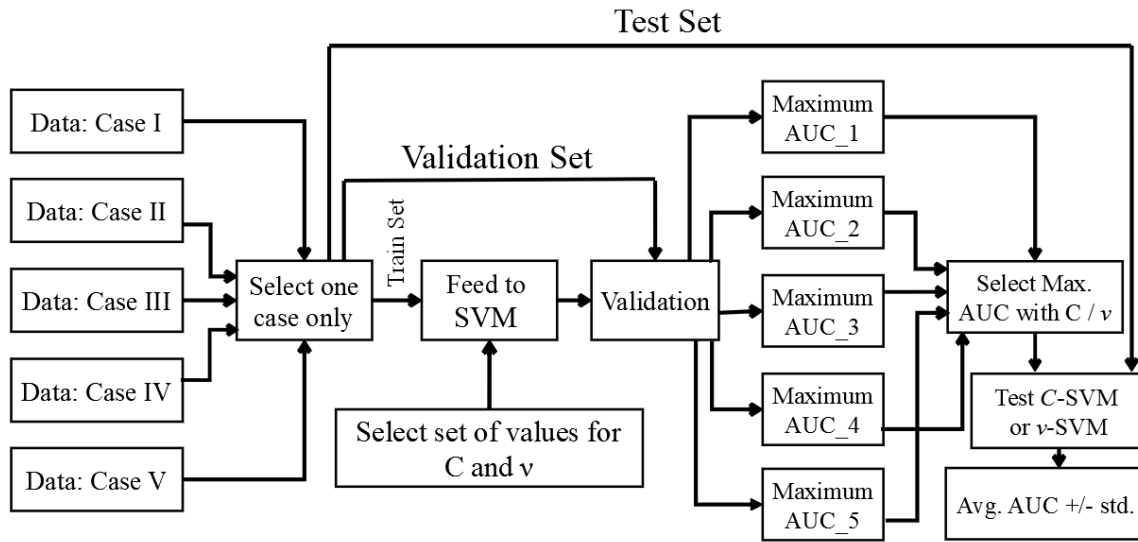 Test Set
Data: Case I
Data: Case II
Data: Case III
Data: Case IV
Data: Case V
Validation Set
Train Set
Select one
case only
Feed to
SVM
Select set of values for
C and ν
Validation
Maximum
AUC_1
Maximum
AUC_2
Maximum
AUC_3
Maximum
AUC_4
Maximum
AUC_5
Select Max.
AUC with C / ν
Test C-SVM
or ν-SVM
Avg. AUC +/- std.